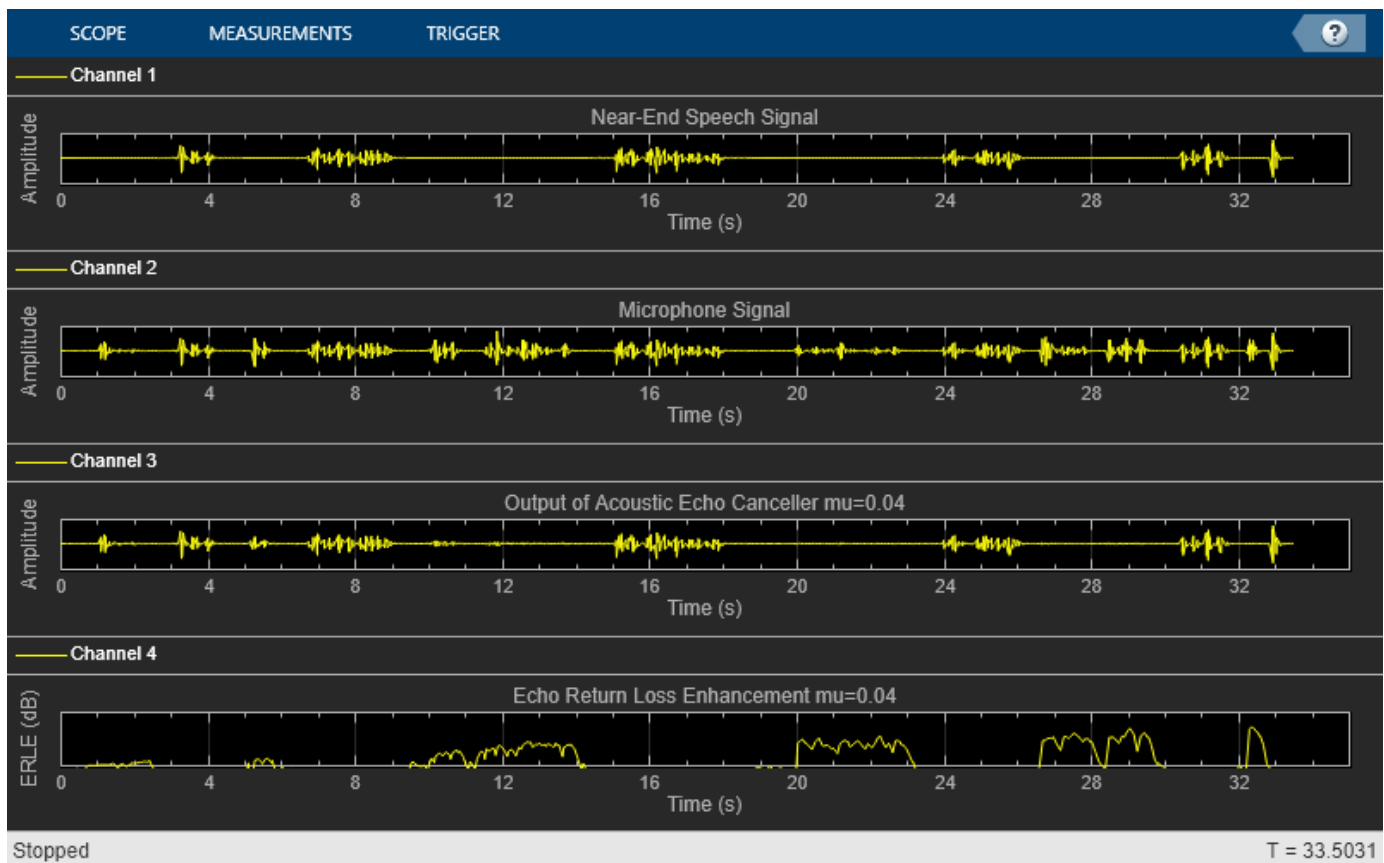 SCOPE MEASUREMENTS TRIGGER ?
Channel 1
Near-End Speech Signal
Amplitude
0 4 8 12 16 20 24 28 32
Time (s)
Channel 2
Microphone Signal
Amplitude
0 4 8 12 16 20 24 28 32
Time (s)
Channel 3
Output of Acoustic Echo Canceller mu=0.04
Amplitude
0 4 8 12 16 20 24 28 32
Time (s)
Channel 4
Echo Return Loss Enhancement mu=0.04
ERLE (dB)
0 4 8 12 16 20 24 28 32
Time (s)
Stopped T = 33.5031